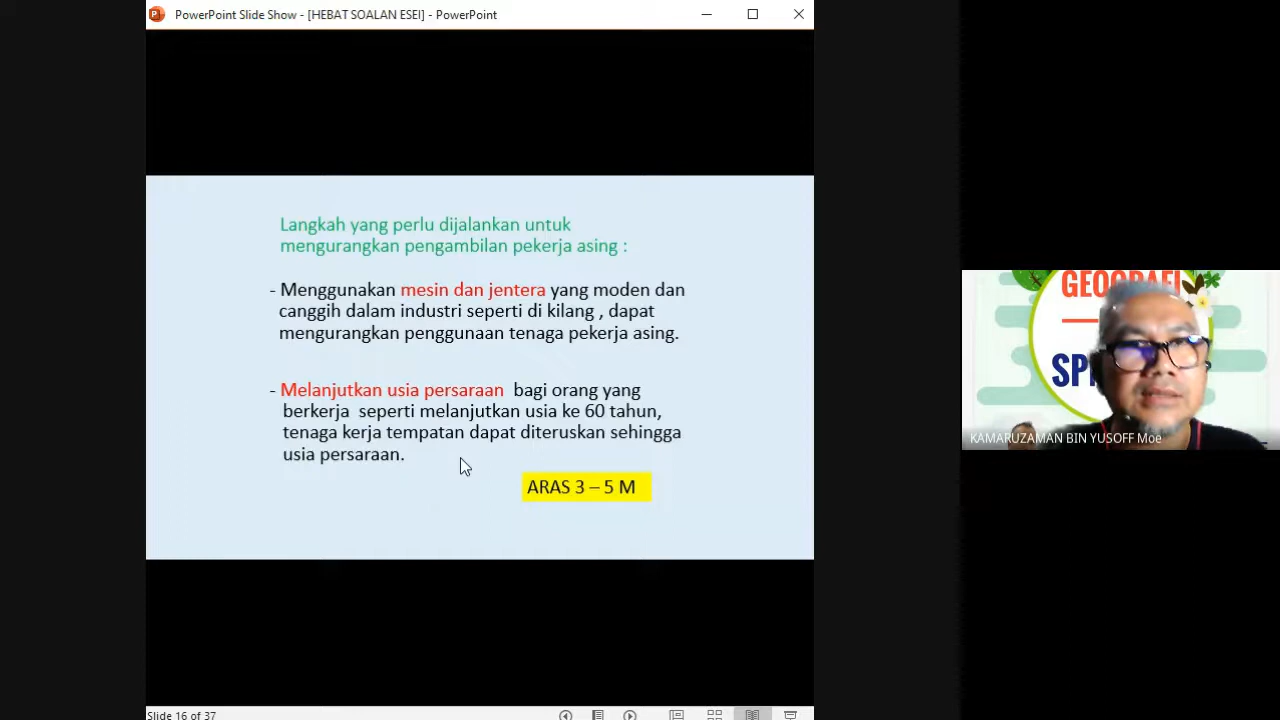 PowerPoint Slide Show - [HEBAT SOALAN ESEI] - PowerPoint
Langkah yang perlu dijalankan untuk
mengurangkan pengambilan pekerja asing :
- Menggunakan mesin dan jentera yang moden dan
canggih dalam industri seperti di kilang , dapat
mengurangkan penggunaan tenaga pekerja asing.
- Melanjutkan usia persaraan bagi orang yang
berkerja seperti melanjutkan usia ke 60 tahun,
tenaga kerja tempatan dapat diteruskan sehingga
usia persaraan.
ARAS 3 – 5 M
GEOGRAFI
SP
KAMARUZAMAN BIN YUSOFF Moe
Slide 16 of 37